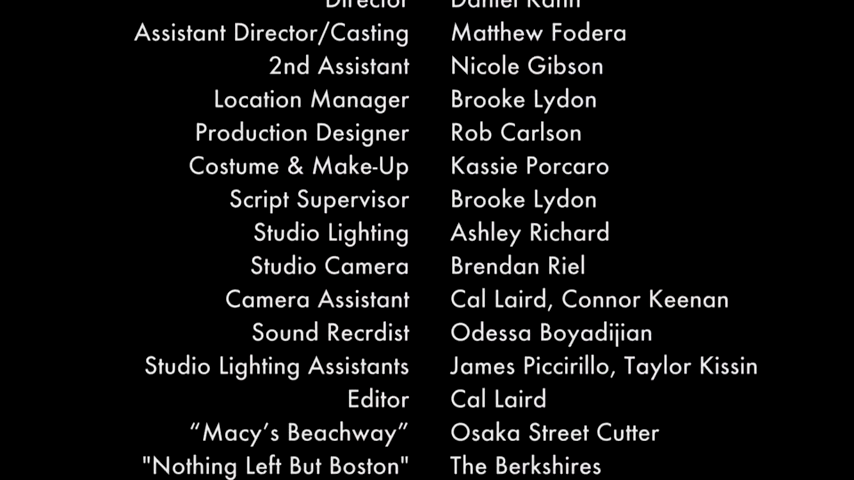 Director Daniel Kahn
Assistant Director/Casting Matthew Fodera
2nd Assistant Nicole Gibson
Location Manager Brooke Lydon
Production Designer Rob Carlson
Costume & Make-Up Kassie Porcaro
Script Supervisor Brooke Lydon
Studio Lighting Ashley Richard
Studio Camera Brendan Riel
Camera Assistant Cal Laird, Connor Keenan
Sound Recrdist Odessa Boyadijian
Studio Lighting Assistants James Piccirillo, Taylor Kissin
Editor Cal Laird
“Macy’s Beachway” Osaka Street Cutter
"Nothing Left But Boston" The Berkshires